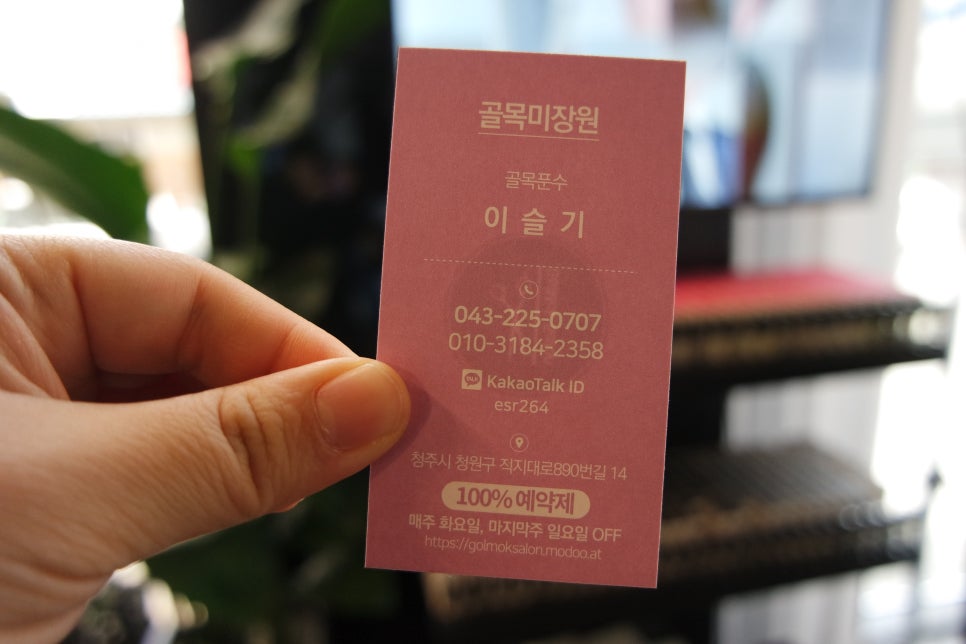 골목미장원
골목푼수
이슬기
043-225-0707
010-3184-2358
TALK KakaoTalk ID
esr264
청주시 청원구 직지대로890번길 14
100% 예약제
매주 화요일, 마지막주 일요일 OFF
https://golmoksalon.modoo.at